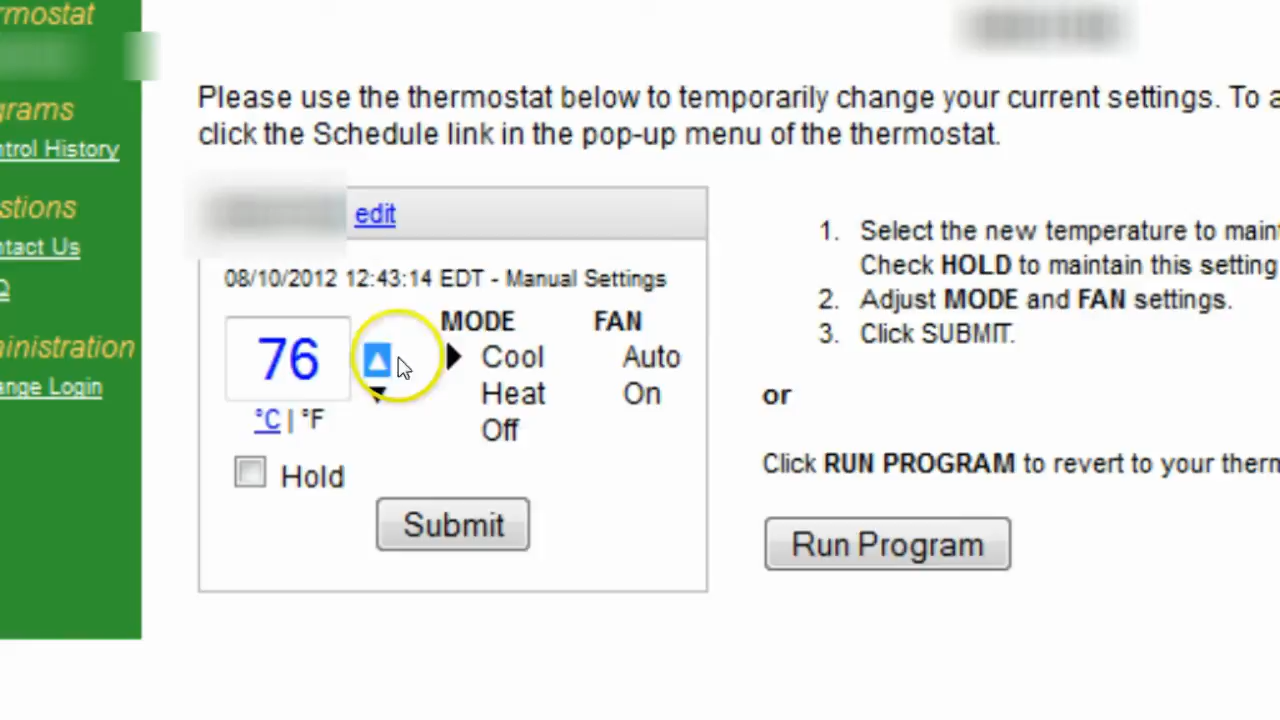 rmostat
grams
ntrol History
stions
ntact Us
Q
ninistration
ange Login
Please use the thermostat below to temporarily change your current settings. To a
click the Schedule link in the pop-up menu of the thermostat.
edit
08/10/2012 12:43:14 EDT - Manual Settings
MODE FAN
76 Cool Auto
Heat On
°C | °F Off
Hold
Submit
1. Select the new temperature to maint
Check HOLD to maintain this setting
2. Adjust MODE and FAN settings.
3. Click SUBMIT.
or
Click RUN PROGRAM to revert to your therm
Run Program